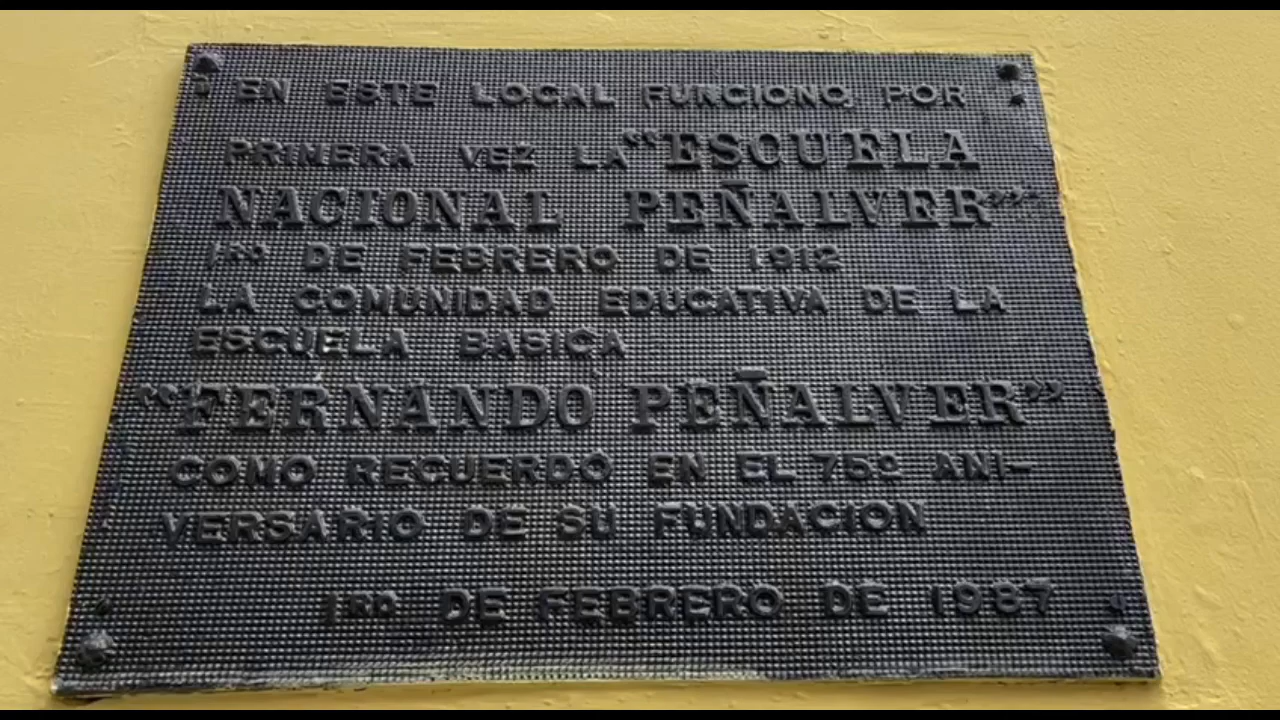 EN ESTE LOCAL FUNCIONO, POR
PRIMERA VEZ LA "ESCUELA
NACIONAL PEÑALVER"
1RO DE FEBRERO DE 1912
LA COMUNIDAD EDUCATIVA DE LA
ESCUELA BASICA
"FERNANDO PEÑALVER"
COMO RECUERDO EN EL 75º ANI-
VERSARIO DE SU FUNDACION
1RO DE FEBRERO DE 1987